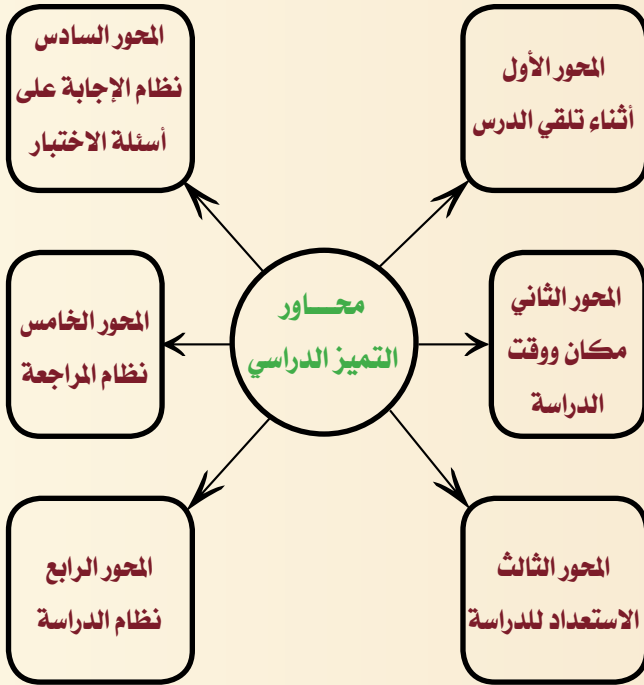 محـــاور
التميز الدراسي
المحور الأول
أثناء تلقي الدرس
المحور الثاني
مكان ووقت
الدراسة
المحور الثالث
الاستعداد للدراسة
المحور الرابع
نظام الدراسة
المحور الخامس
نظام المراجعة
المحور السادس
نظام الإجابة على
أسئلة الاختبار